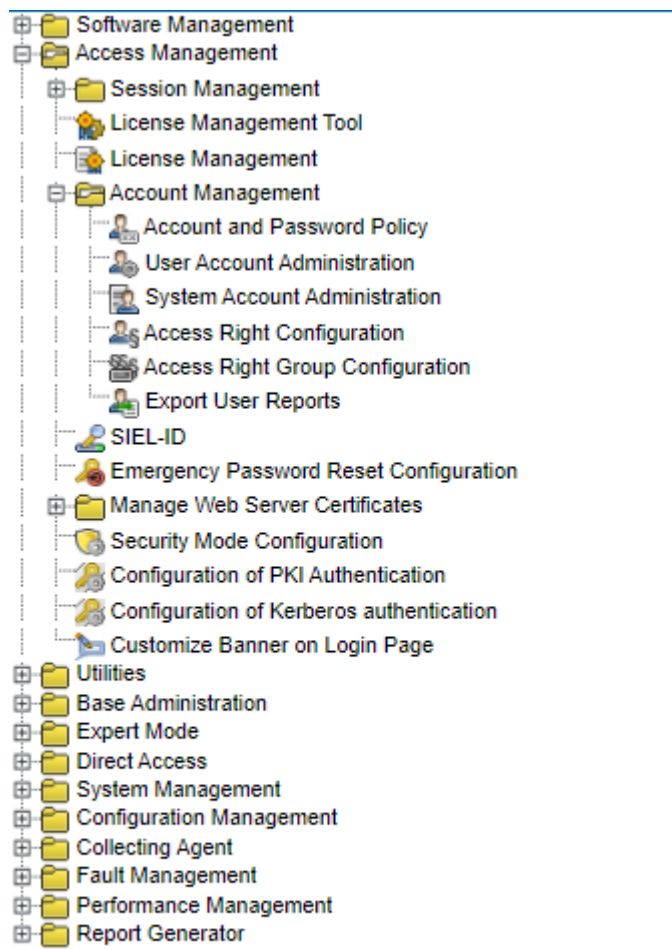 Software Management
Access Management
Session Management
License Management Tool
License Management
Account Management
Account and Password Policy
User Account Administration
System Account Administration
Access Right Configuration
Access Right Group Configuration
Export User Reports
SIEL-ID
Emergency Password Reset Configuration
Manage Web Server Certificates
Security Mode Configuration
Configuration of PKI Authentication
Configuration of Kerberos authentication
Customize Banner on Login Page
Utilities
Base Administration
Expert Mode
Direct Access
System Management
Configuration Management
Collecting Agent
Fault Management
Performance Management
Report Generator